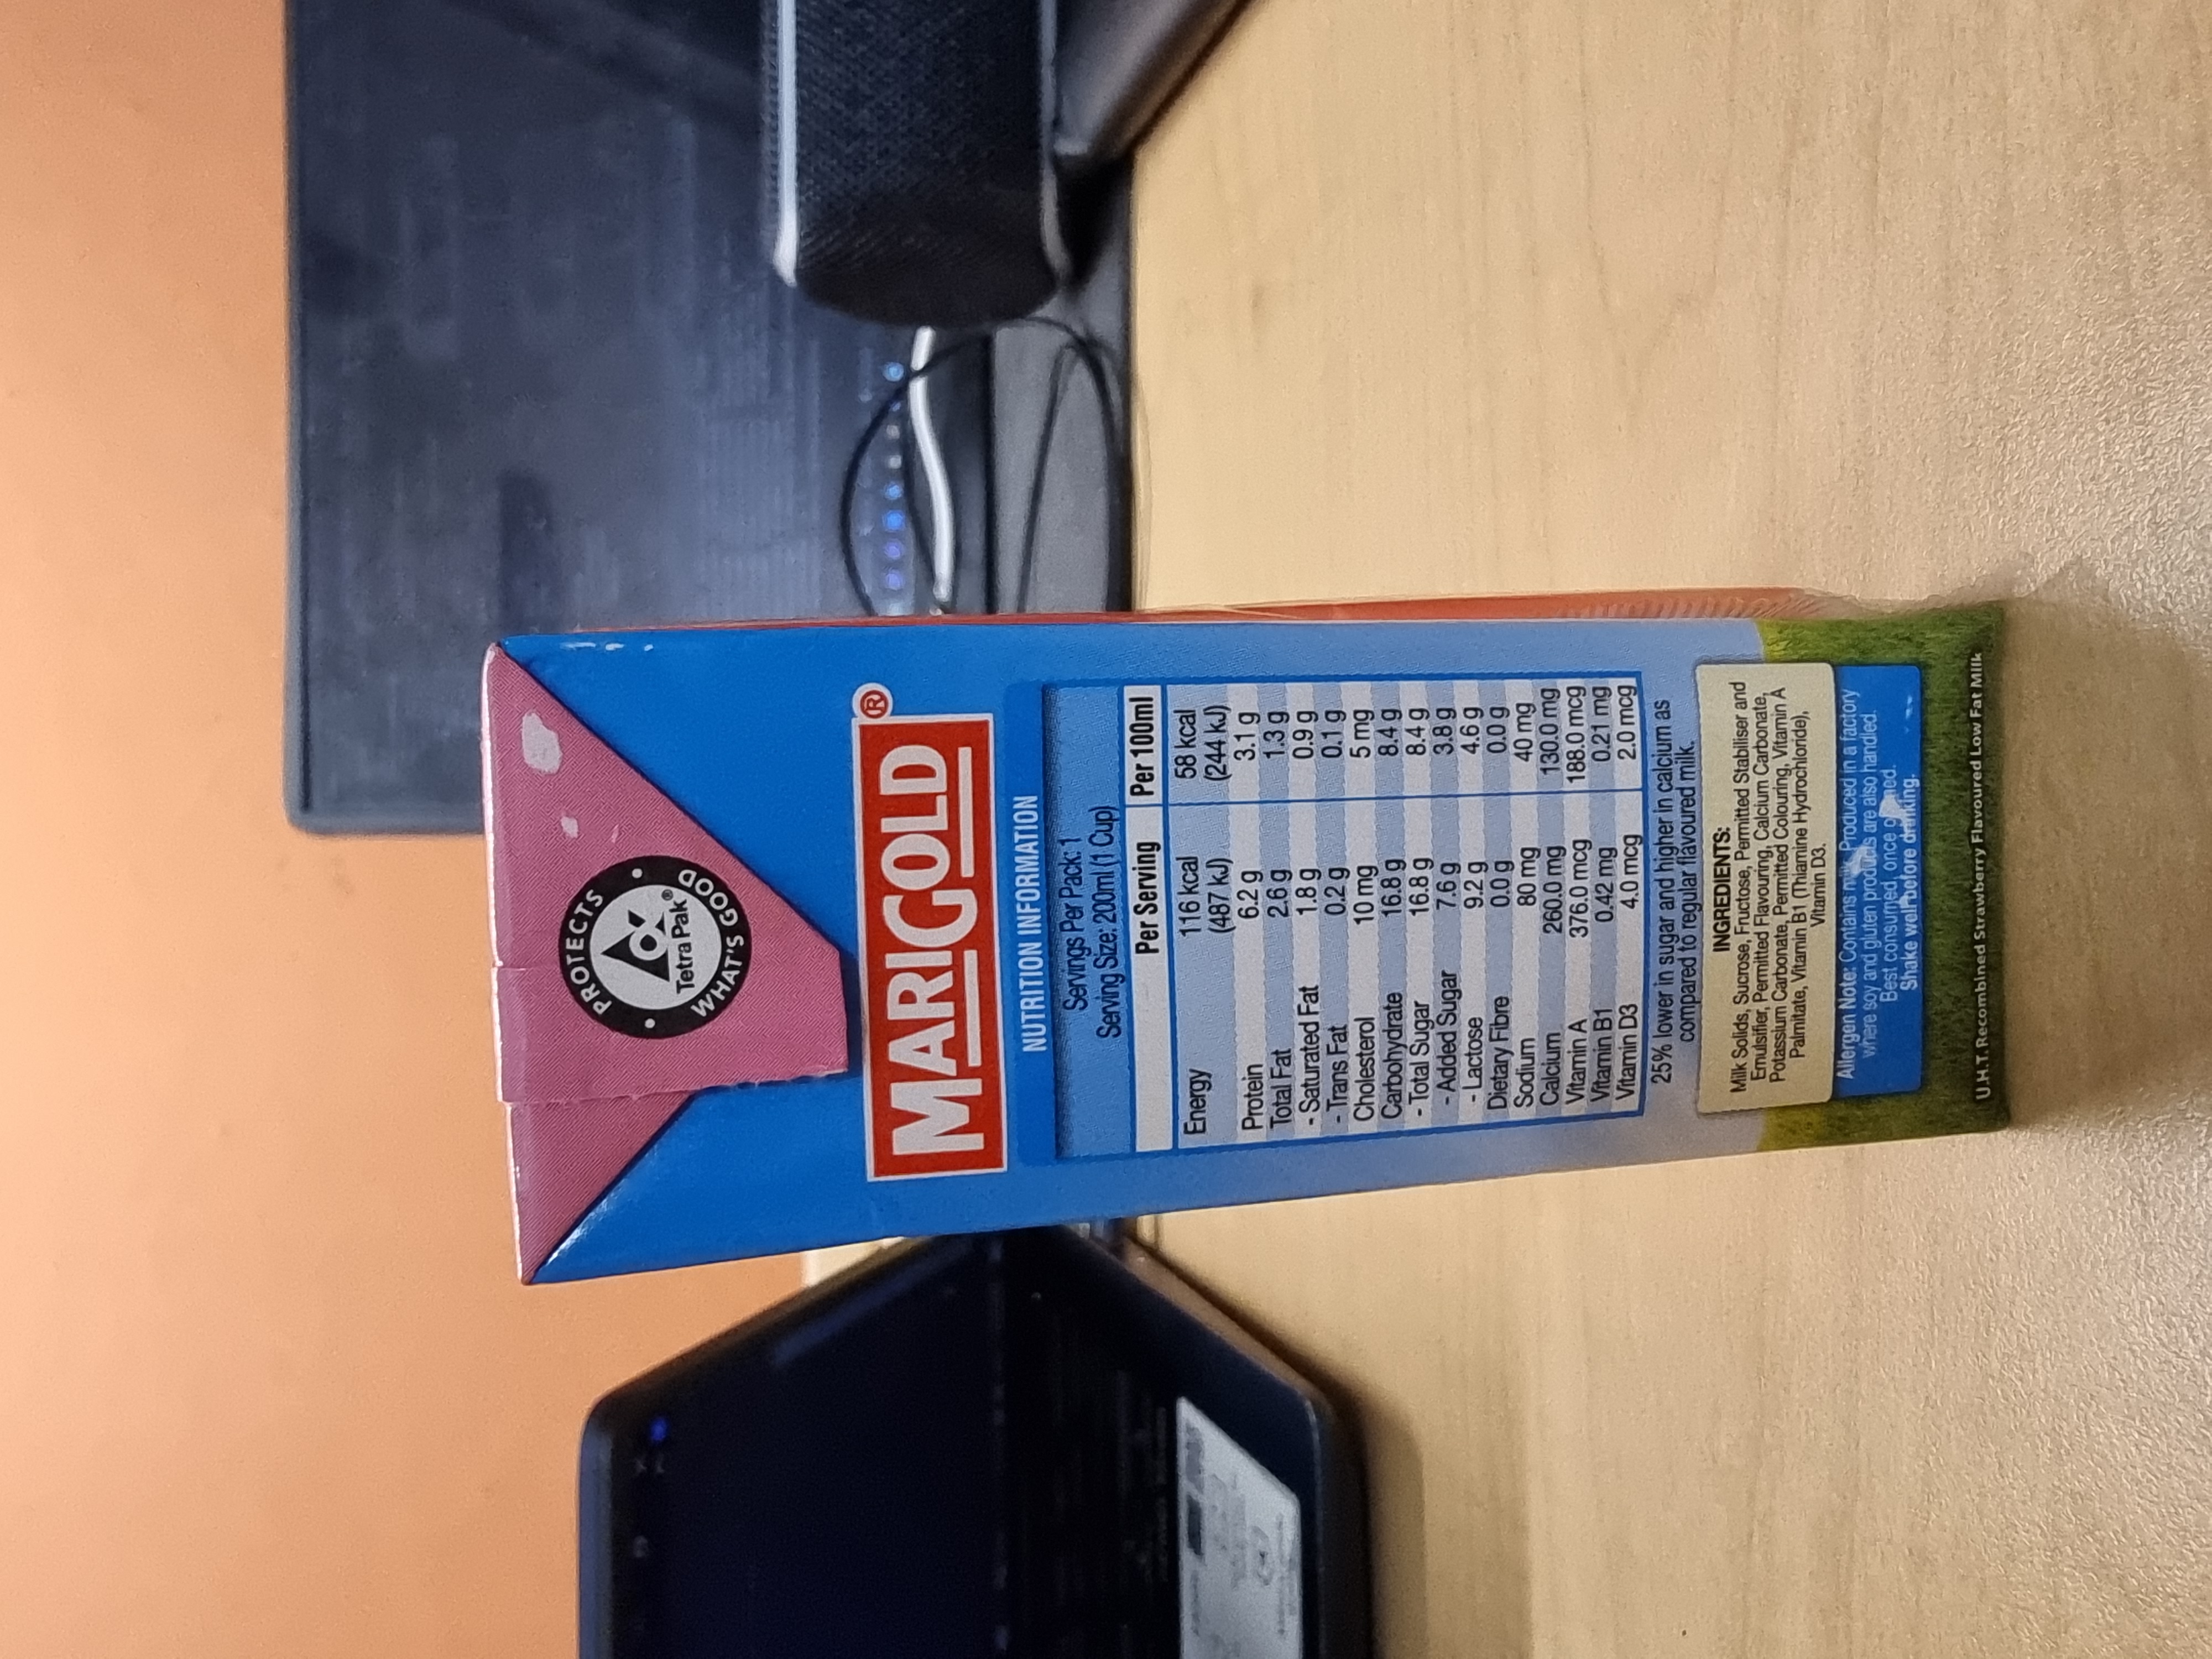 PROTECTS
Tetra Pak®
WHAT'S GOOD
MARIGOLD®
NUTRITION INFORMATION
Servings Per Pack: 1
Serving Size: 200ml (1 Cup)
Per Serving Per 100ml
Energy 116 kcal 58 kcal
(487 kJ) (244 kJ)
Protein 6.2 g 3.1 g
Total Fat 2.6 g 1.3 g
- Saturated Fat 1.8 g 0.9 g
- Trans Fat 0.2 g 0.1 g
Cholesterol 10 mg 5 mg
Carbohydrate 16.8 g 8.4 g
- Total Sugar 16.8 g 8.4 g
- Added Sugar 7.6 g 3.8 g
- Lactose 9.2 g 4.6 g
Dietary Fibre 0.0 g 0.0 g
Sodium 80 mg 40 mg
Calcium 260.0 mg 130.0 mg
Vitamin A 376.0 mcg 188.0 mcg
Vitamin B1 0.42 mg 0.21 mg
Vitamin D3 4.0 mcg 2.0 mcg
25% lower in sugar and higher in calcium as
compared to regular flavoured milk.
INGREDIENTS:
Milk Solids, Sucrose, Fructose, Permitted Stabiliser and
Emulsifier, Permitted Flavouring, Calcium Carbonate,
Potassium Carbonate, Permitted Colouring, Vitamin A
Palmitate, Vitamin B1 (Thiamine Hydrochloride),
Vitamin D3.
Allergen Note: Contains milk. Produced in a factory
where soy and gluten products are also handled.
Best consumed, once opened.
Shake well before drinking.
U.H.T. Recombined Strawberry Flavoured Low Fat Milk